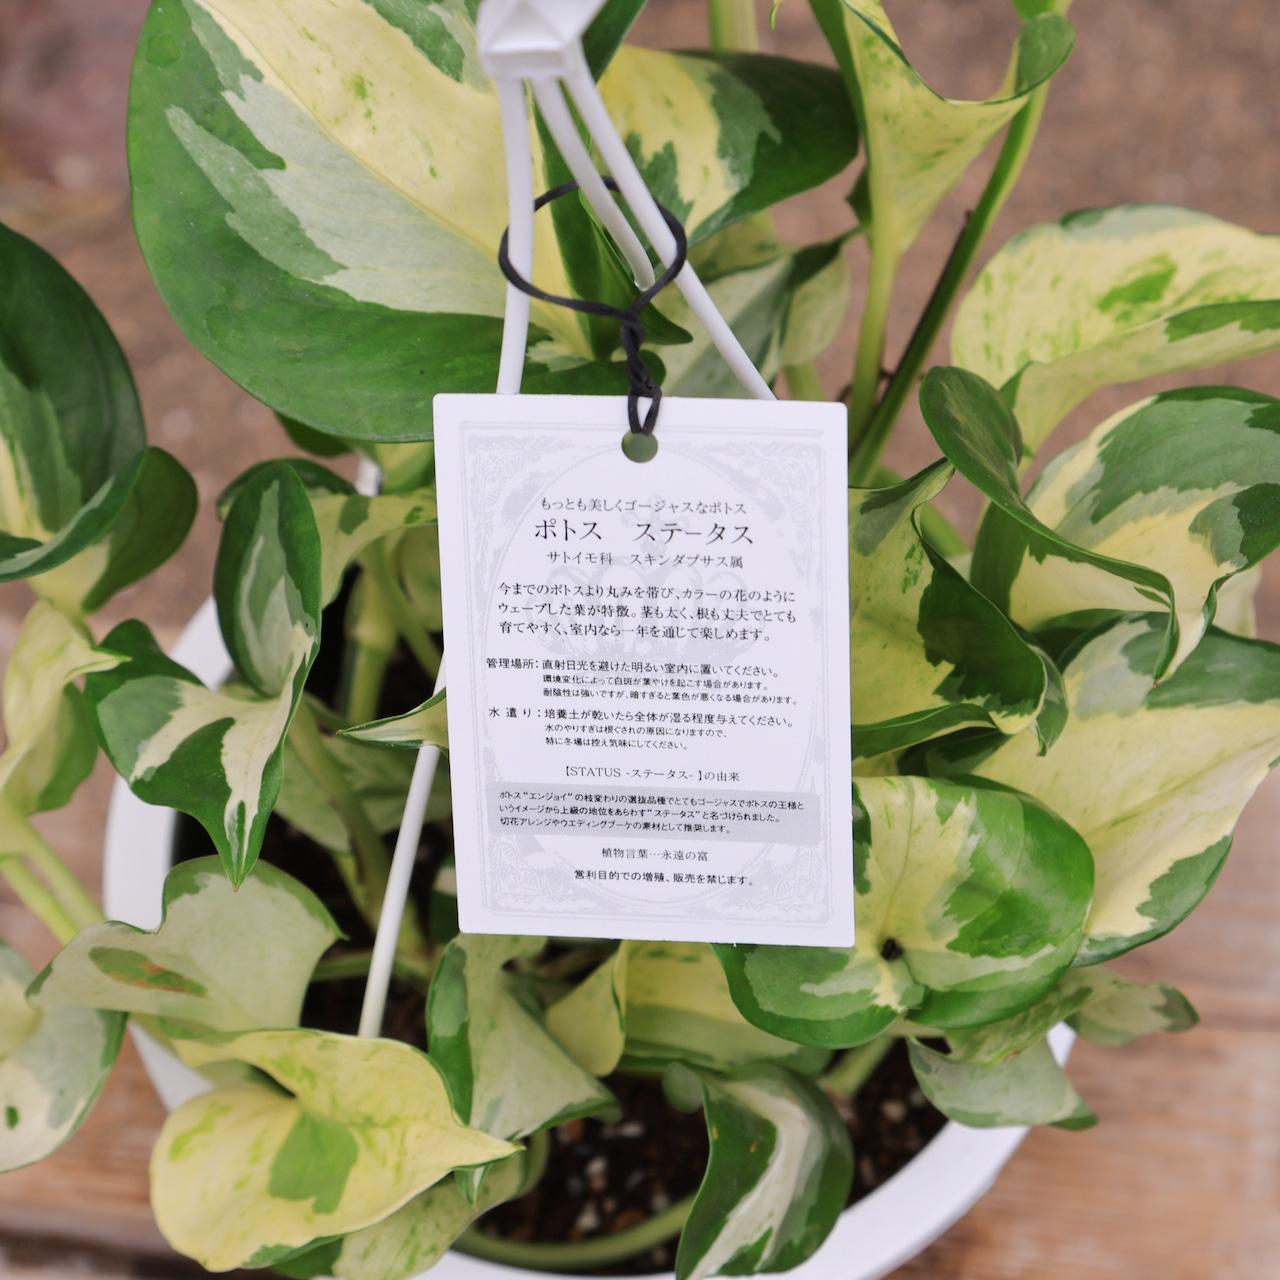 もっとも美しくゴージャスなポトス
ポトス　ステータス
サトイモ科　スキンダプサス属
今までのポトスより丸みを帯び、カラーの花のように
ウェーブした葉が特徴。茎も太く、根も丈夫でとても
育てやすく、室内なら一年を通じて楽しめます。
管理場所：直射日光を避けた明るい室内に置いてください。
環境変化によって白斑が葉やけを起こす場合があります。
耐陰性は強いですが、暗すぎると葉色が悪くなる場合があります。
水 遣 り：培養土が乾いたら全体が湿る程度与えてください。
水のやりすぎは根ぐされの原因になりますので、
特に冬場は控え気味にしてください。
【STATUS -ステータス- 】の由来
ポトス“エンジョイ”の枝変わりの選抜品種でとてもゴージャスでポトスの王様と
いうイメージから上級の地位をあらわす“ステータス”と名づけられました。
切花アレンジやウエディングブーケの素材として推奨します。
植物言葉…永遠の富
営利目的での増殖、販売を禁じます。